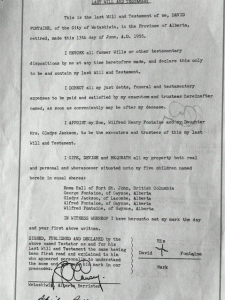 LAST WILL AND TESTAMENT
This is the last Will and Testament of me, DAVID
FONTAINE, of the City of Wetaskiwin, in the Province of Alberta,
retired, made this 13th day of June, A.D. 1955.
I REVOKE all former Wills or other testamentary
dispositions by me at any time heretofore made, and declare this only
to be and contain my last Will and Testament.
I DIRECT all my just debts, funeral and testamentary
expenses to be paid and satisfied by my executors and trustees hereinafter
named, as soon as conveniently may be after my decease.
I APPOINT my Son, Wilfred Henry Fontaine and my Daughter
Mrs. Gladys Jackson, to be the executors and trustees of this my last
Will and Testament.
I GIVE, DEVISE and BEQUEATH all my property both real
and personal and wheresoever situated unto my five children named
herein in equal shares:
Emma Hall of Fort St. John, British Columbia
George Fontaine, of Gwynne, Alberta
Gladys Jackson, of Lacombe, Alberta
Alfred Fontaine, of Gwynne, Alberta
Wilfred Fontaine, of Gwynne, Alberta
IN WITNESS WHEREOF I have hereunto set my mark the day
and year first above written.
SIGNED, PUBLISHED AND DECLARED by the
above named Testator as and for his
Last Will and Testament the same having
been first read and explained to him
who appeared to understand the
same and made his mark in our
presence.
His
David Fontaine
Mark
Wetaskiwin, Alberta Barrister